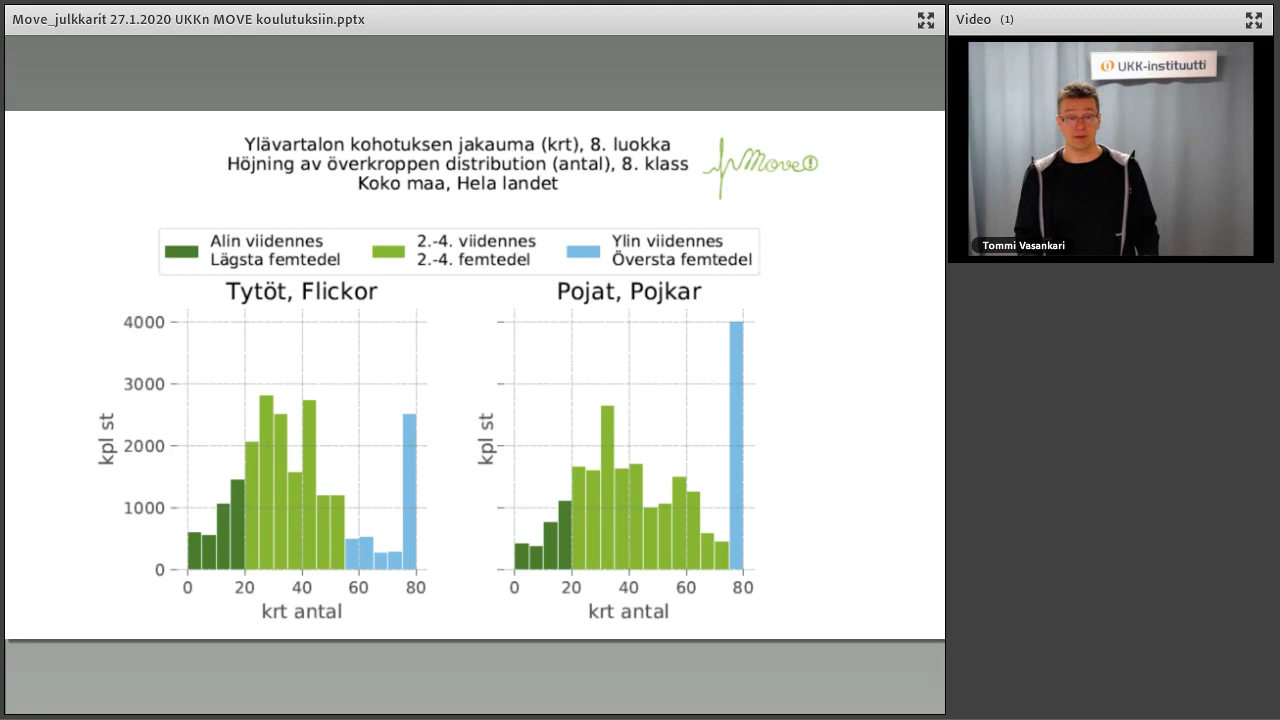 Move_julkkarit 27.1.2020 UKKn MOVE koulutuksiin.pptx
Video (1)
UKK-instituutti
Tommi Vasankari
Ylävartalon kohotuksen jakauma (krt), 8. luokka
Höjning av överkroppen distribution (antal), 8. klass
Koko maa, Hela landet
Move!
Alin viidennes
Lägsta femtedel
2.-4. viidennes
2.-4. femtedel
Ylin viidennes
Översta femtedel
Tytöt, Flickor
4000
3000
2000
1000
0
kpl st
0 20 40 60 80
krt antal
Pojat, Pojkar
kpl st
0 20 40 60 80
krt antal